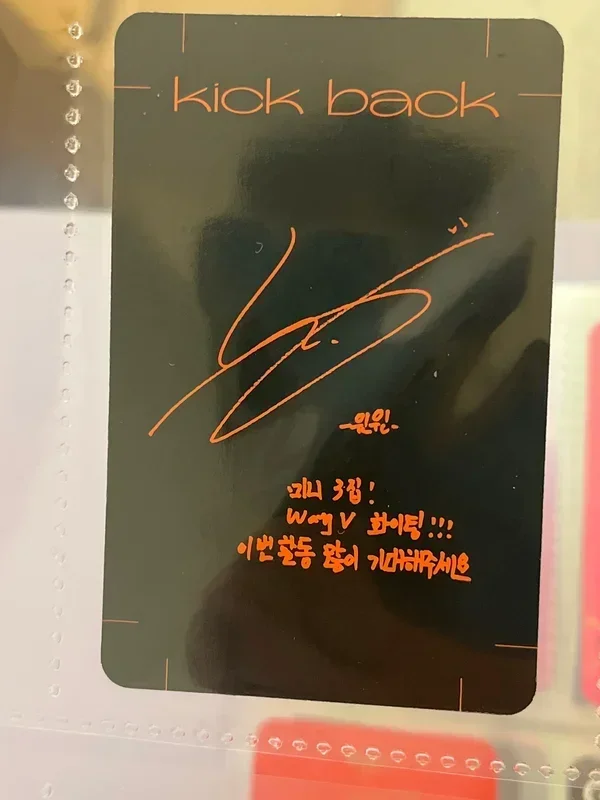 kick back
-윈윈-
미니 3집!
WayV 화이팅!!!
이번 활동 많이 기대해주세요